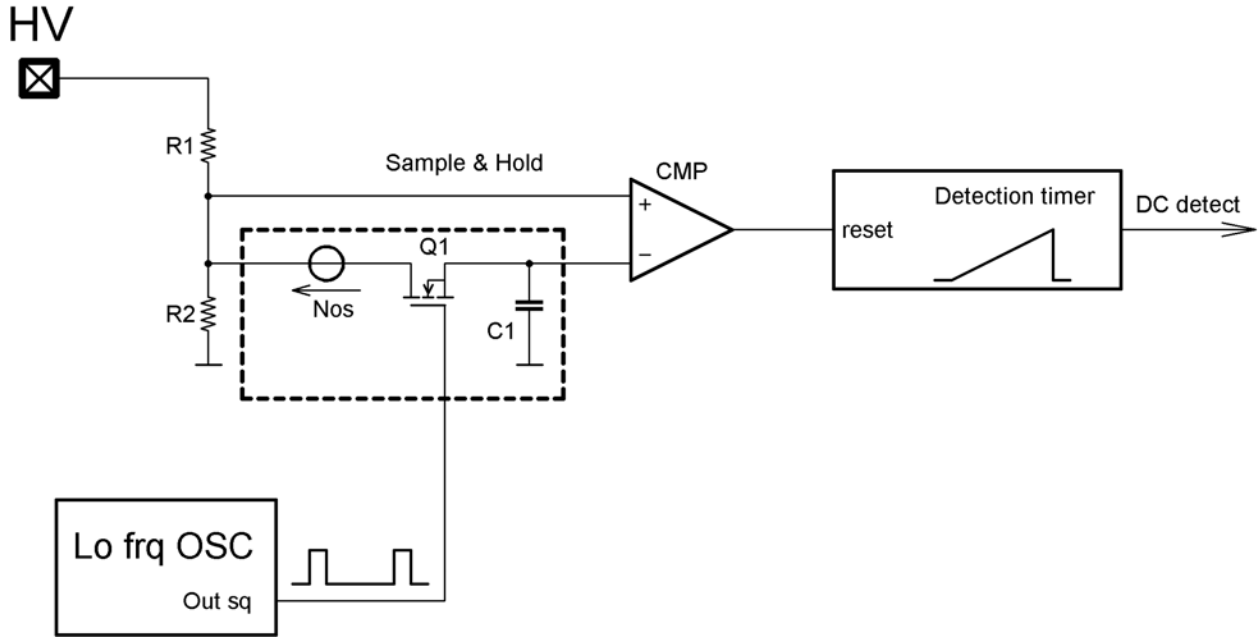 HV
R1
Sample & Hold
CMP
+
−
Detection timer
reset
DC detect
Q1
Nos
R2
C1
Lo frq OSC
Out sq